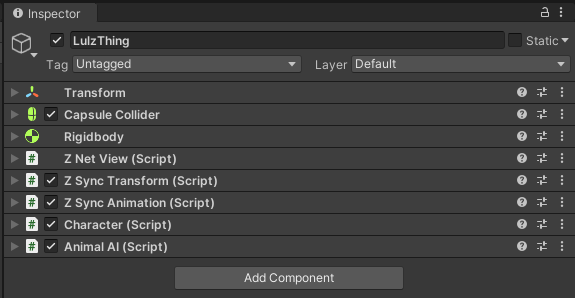 Inspector
LulzThing
Static
Tag Untagged Layer Default
Transform
Capsule Collider
Rigidbody
Z Net View (Script)
Z Sync Transform (Script)
Z Sync Animation (Script)
Character (Script)
Animal AI (Script)
Add Component